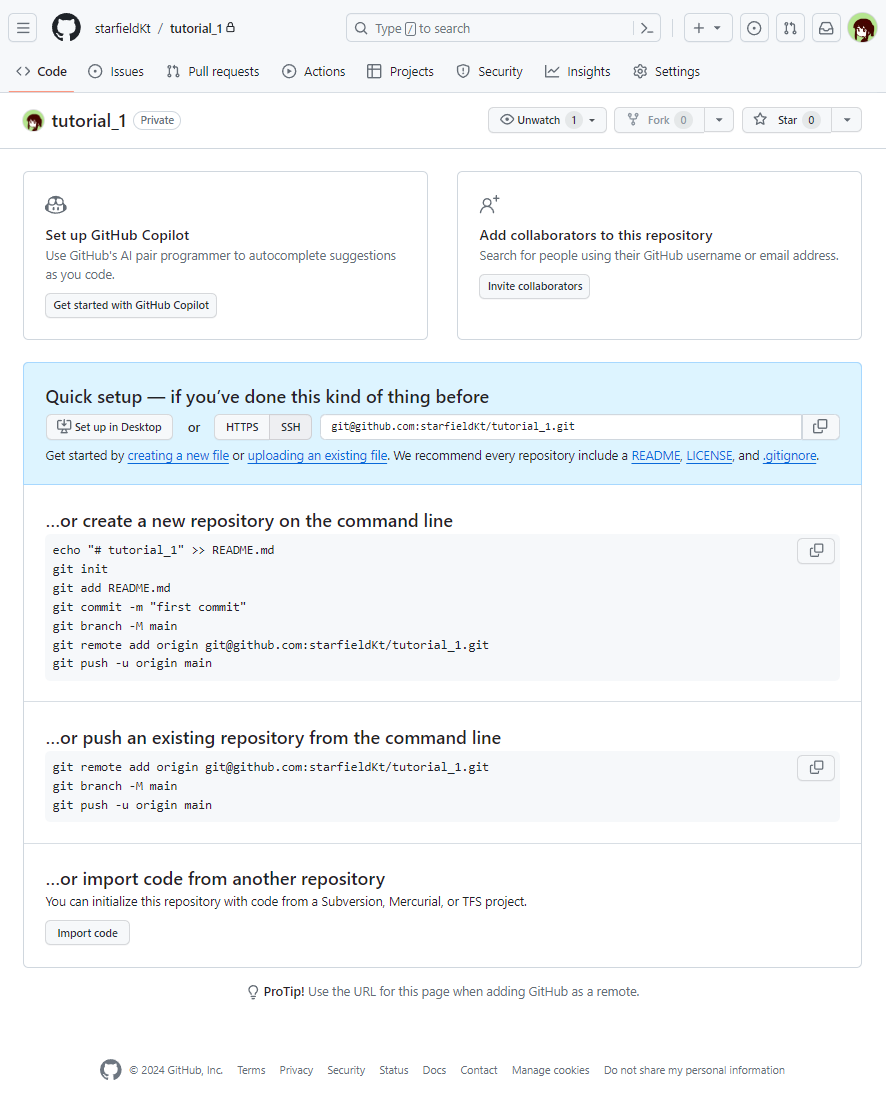 starfieldKt / tutorial_1
Type / to search
Code Issues Pull requests Actions Projects Security Insights Settings
tutorial_1 Private Unwatch 1 Fork 0 Star 0
Set up GitHub Copilot
Use GitHub's AI pair programmer to autocomplete suggestions
as you code.
Get started with GitHub Copilot
Add collaborators to this repository
Search for people using their GitHub username or email address.
Invite collaborators
Quick setup — if you've done this kind of thing before
Set up in Desktop or HTTPS SSH git@github.com:starfieldKt/tutorial_1.git
Get started by creating a new file or uploading an existing file. We recommend every repository include a README, LICENSE, and .gitignore.
…or create a new repository on the command line
echo "# tutorial_1" >> README.md
git init
git add README.md
git commit -m "first commit"
git branch -M main
git remote add origin git@github.com:starfieldKt/tutorial_1.git
git push -u origin main
…or push an existing repository from the command line
git remote add origin git@github.com:starfieldKt/tutorial_1.git
git branch -M main
git push -u origin main
…or import code from another repository
You can initialize this repository with code from a Subversion, Mercurial, or TFS project.
Import code
ProTip! Use the URL for this page when adding GitHub as a remote.
© 2024 GitHub, Inc. Terms Privacy Security Status Docs Contact Manage cookies Do not share my personal information